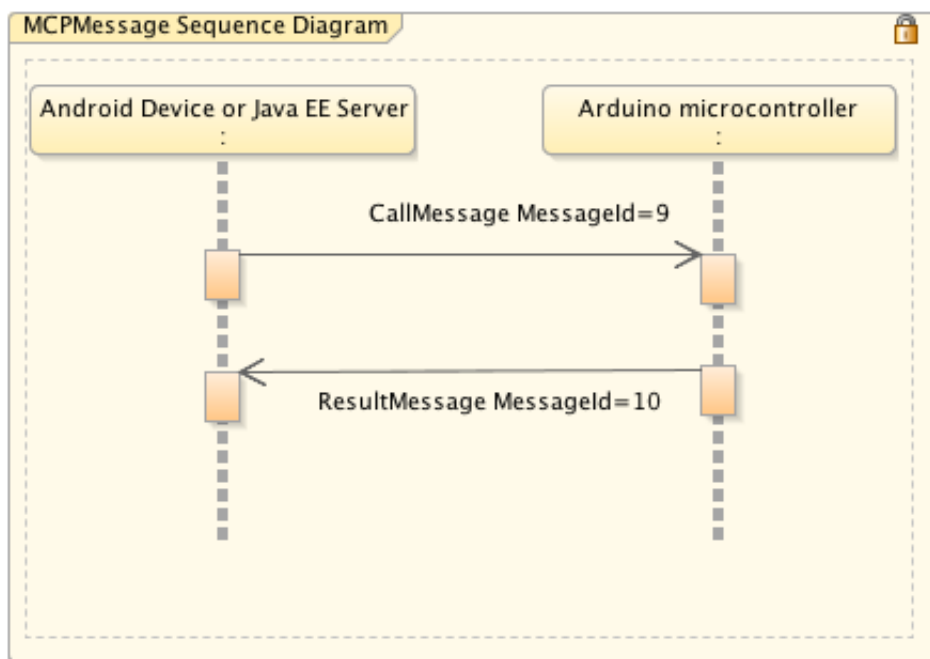 MCPMessage Sequence Diagram
Android Device or Java EE Server
:
Arduino microcontroller
:
CallMessage MessageId=9
ResultMessage MessageId=10